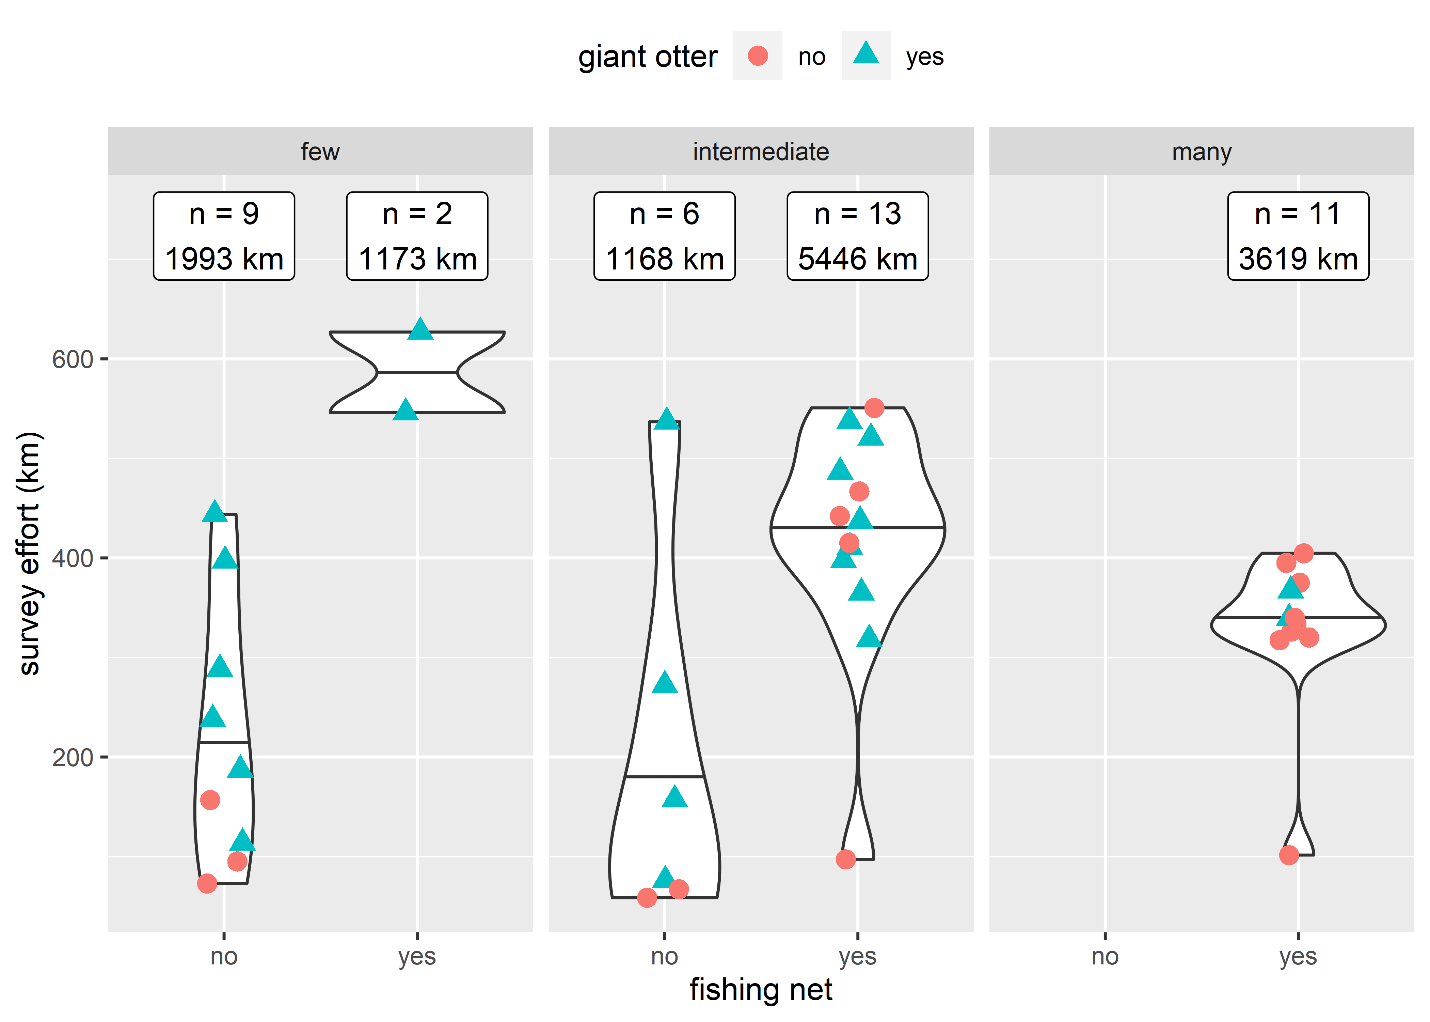 giant otter no yes
few intermediate many
n = 9 n = 2 n = 6 n = 13 n = 11
1993 km 1173 km 1168 km 5446 km 3619 km
600
400
200
survey effort (km)
no yes no yes no yes
fishing net